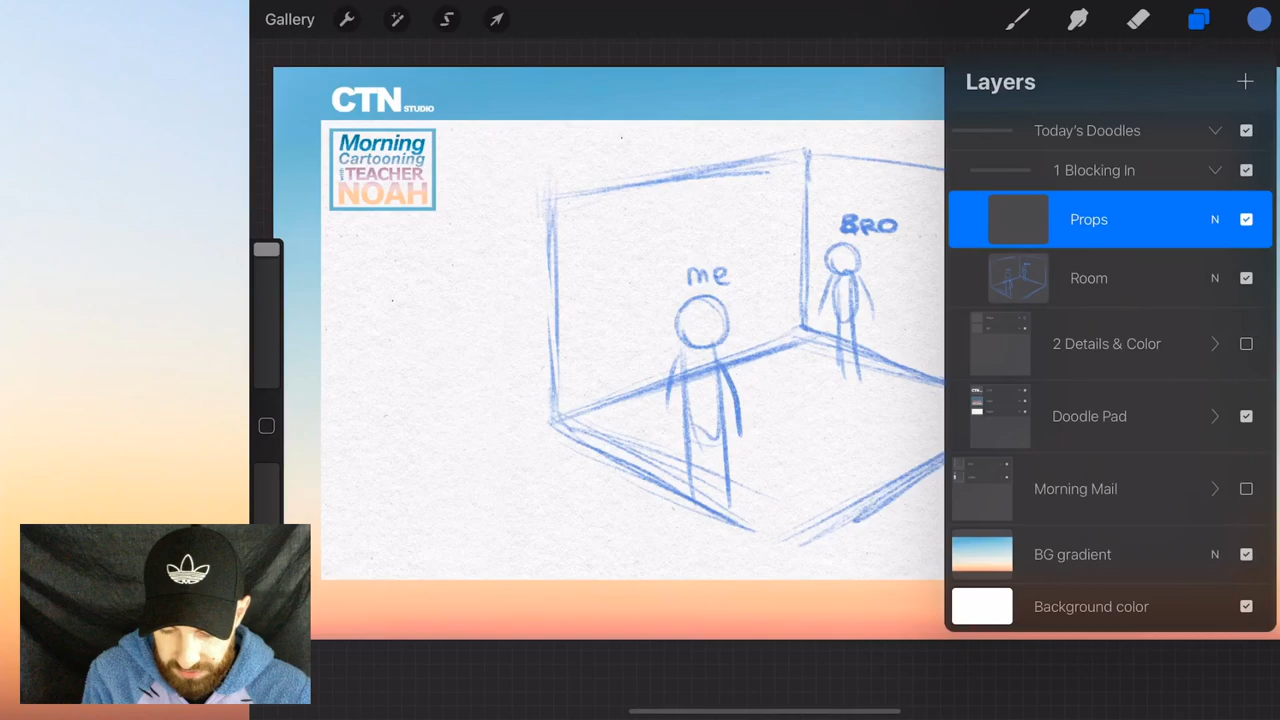 Gallery
Layers
Today's Doodles
1 Blocking In
Props N
Room N
2 Details & Color
Doodle Pad
Morning Mail
BG gradient N
Background color
CTN STUDIO
Morning
Cartooning
with TEACHER
NOAH
BRO
me